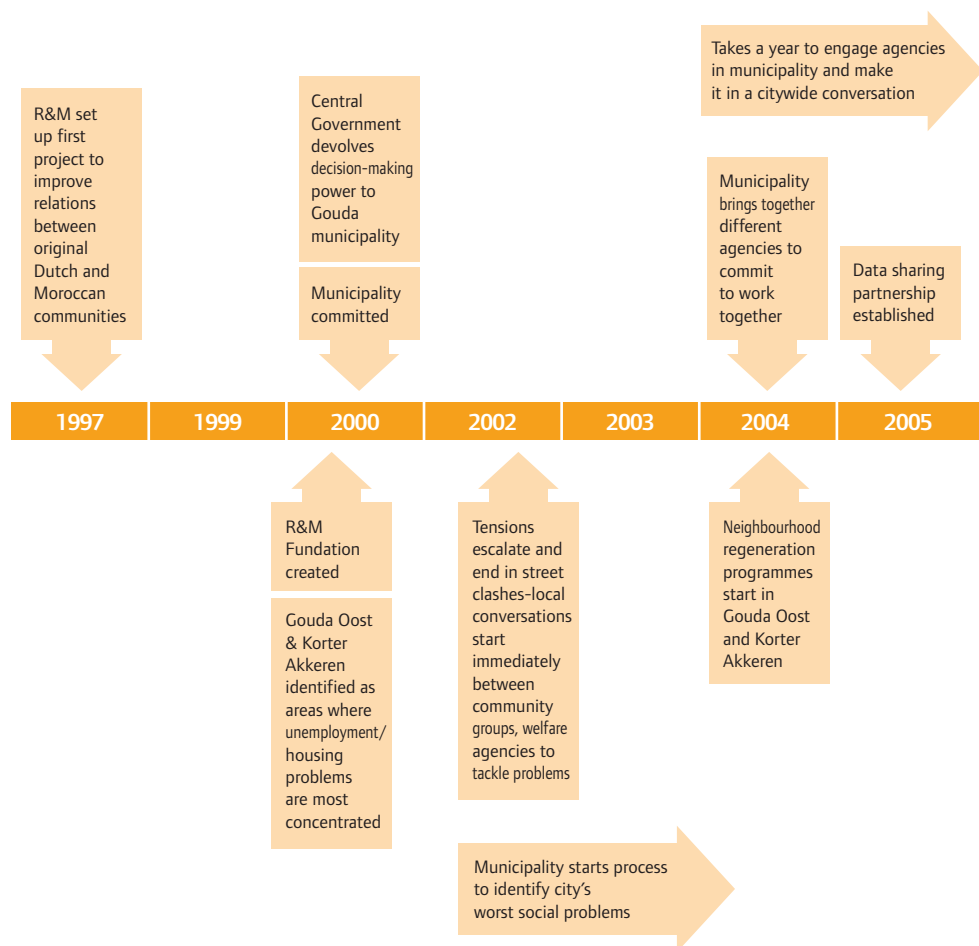 Takes a year to engage agencies
in municipality and make
it in a citywide conversation
R&M set
up first
project to
improve
relations
between
original
Dutch and
Moroccan
communities
Central
Government
devolves
decision-making
power to
Gouda
municipality
Municipality
committed
Municipality
brings together
different
agencies to
commit
to work
together
Data sharing
partnership
established
1997
1999
2000
2002
2003
2004
2005
R&M
Fundation
created
Gouda Oost
& Korter
Akkeren
identified as
areas where
unemployment/
housing
problems
are most
concentrated
Tensions
escalate and
end in street
clashes-local
conversations
start
immediately
between
community
groups, welfare
agencies to
tackle problems
Neighbourhood
regeneration
programmes
start in
Gouda Oost
and Korter
Akkeren
Municipality starts process
to identify city's
worst social problems